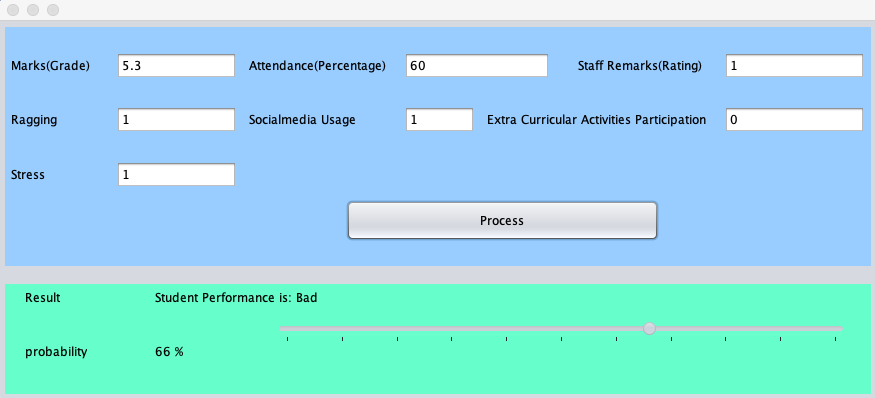 Marks(Grade) 5.3 Attendance(Percentage) 60 Staff Remarks(Rating) 1
Ragging 1 Socialmedia Usage 1 Extra Curricular Activities Participation 0
Stress 1
Process
Result Student Performance is: Bad
probability 66 %